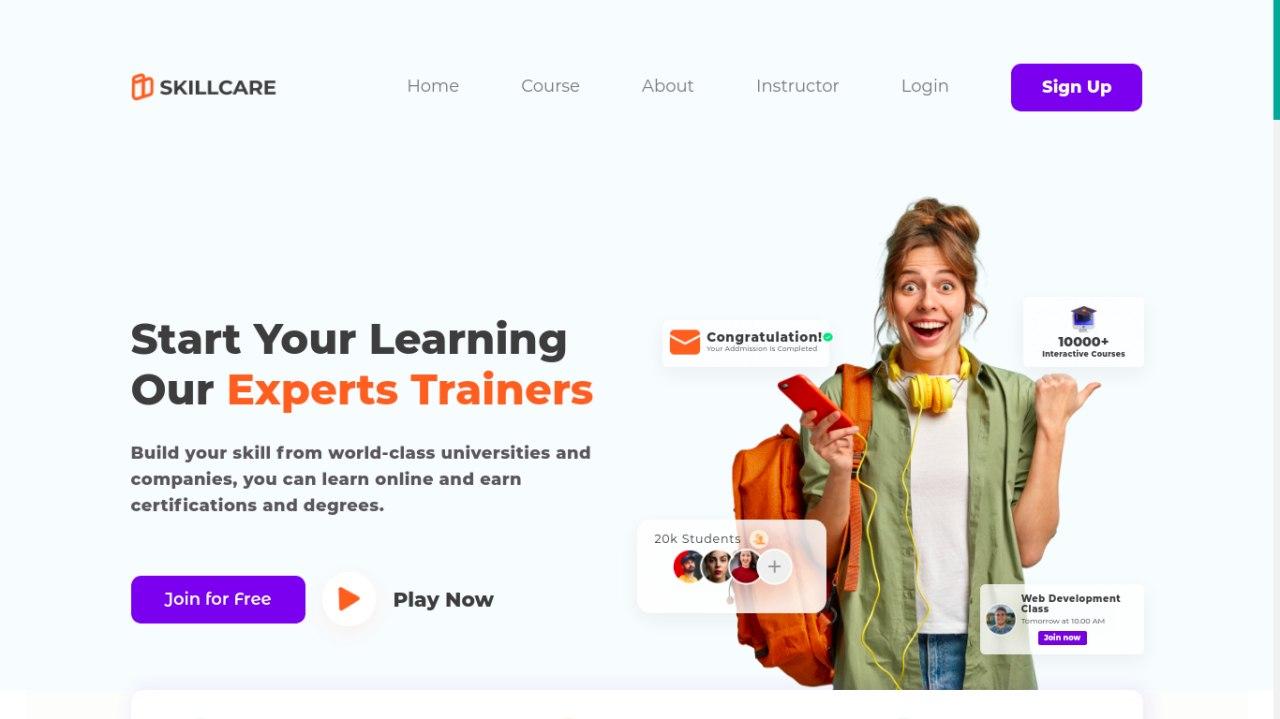 SKILLCARE
Home
Course
About
Instructor
Login
Sign Up
Start Your Learning
Our Experts Trainers
Build your skill from world-class universities and
companies, you can learn online and earn
certifications and degrees.
Join for Free
Play Now
Congratulation!
Your Addmission is Completed
10000+
Interactive Courses
20k Students
Web Development
Class
Tomorrow at 10.00 AM
Join now